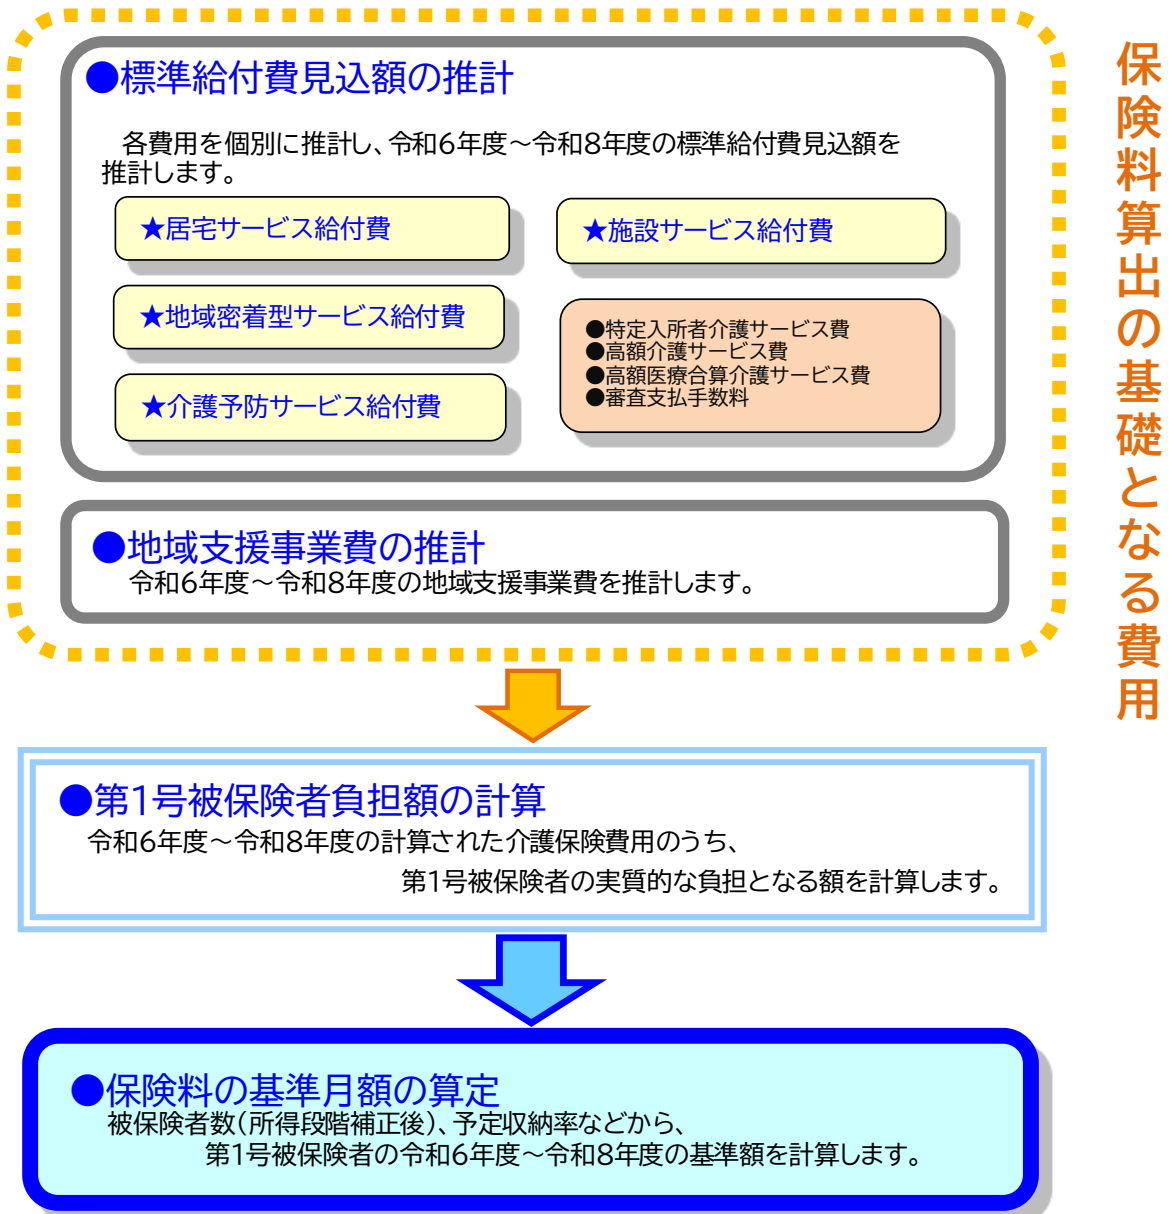 ●標準給付費見込額の推計
各費用を個別に推計し、令和6年度～令和8年度の標準給付費見込額を
推計します。
★居宅サービス給付費
★施設サービス給付費
★地域密着型サービス給付費
●特定入所者介護サービス費
●高額介護サービス費
●高額医療合算介護サービス費
●審査支払手数料
★介護予防サービス給付費
●地域支援事業費の推計
令和6年度～令和8年度の地域支援事業費を推計します。
保険料算出の基礎となる費用
●第1号被保険者負担額の計算
令和6年度～令和8年度の計算された介護保険費用のうち、
第1号被保険者の実質的な負担となる額を計算します。
●保険料の基準月額の算定
被保険者数(所得段階補正後)、予定収納率などから、
第1号被保険者の令和6年度～令和8年度の基準額を計算します。